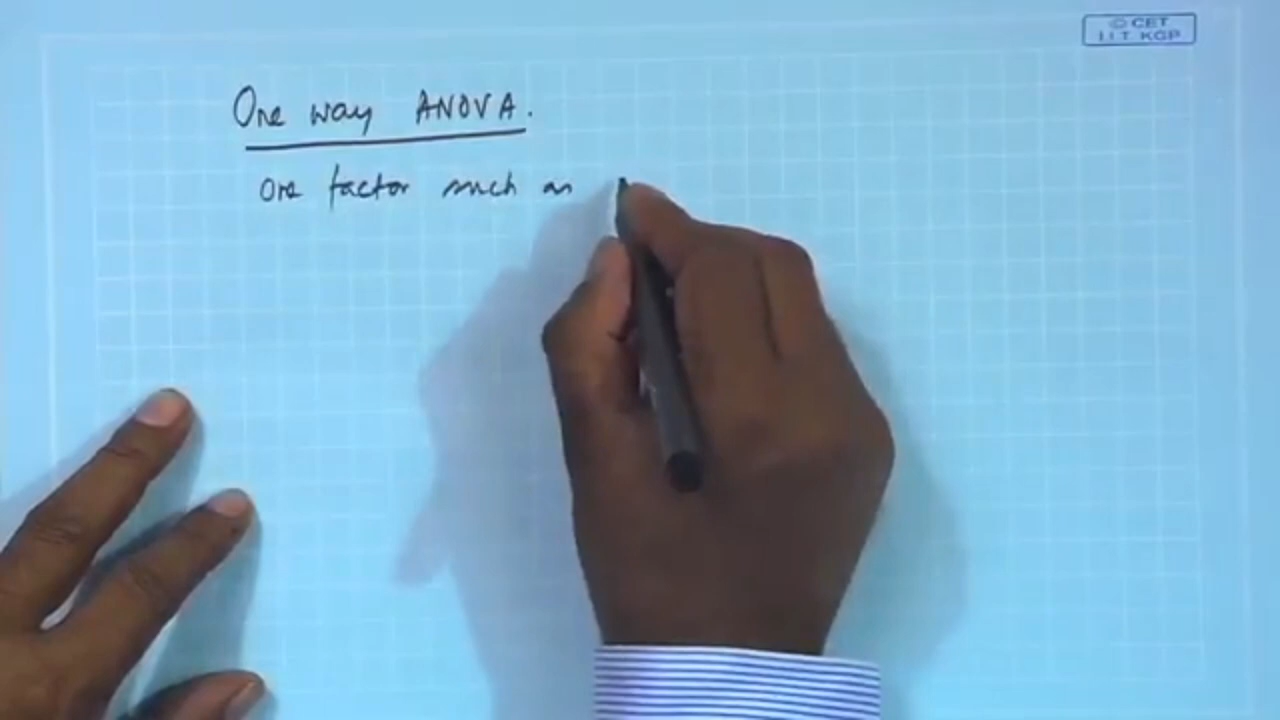 © CET
I.I.T. KGP
One way ANOVA.
one factor such as